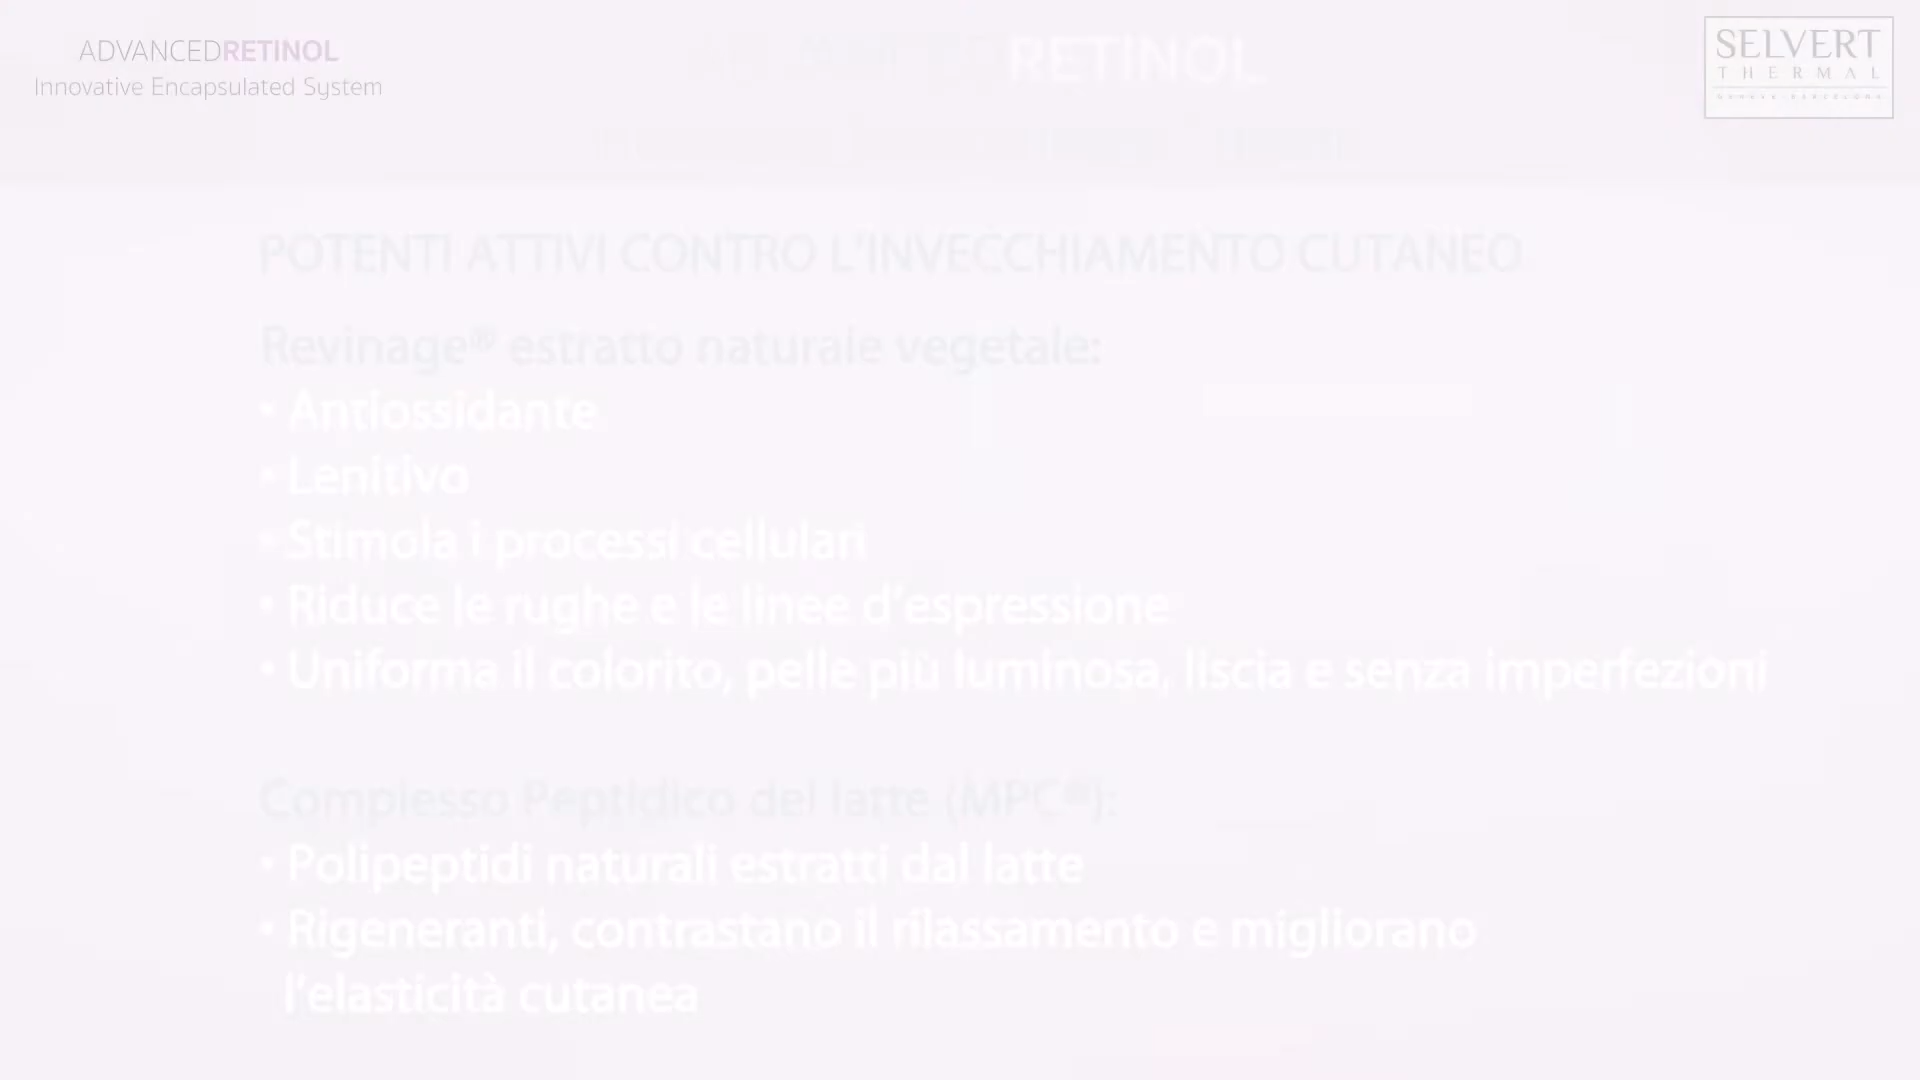 ADVANCEDRETINOL
Innovative Encapsulated System
RETINOL
SELVERT
THERMAL
POTENTI ATTIVI CONTRO L'INVECCHIAMENTO CUTANEO
Revinage® estratto naturale vegetale:
• Antiossidante
• Lenitivo
• Stimola i processi cellulari
• Riduce le rughe e le linee d'espressione
• Uniforma il colorito, pelle più luminosa, liscia e senza imperfezioni
Complesso Peptidico del latte (MPC®):
• Polipeptidi naturali estratti dal latte
• Rigeneranti, contrastano il rilassamento e migliorano
l'elasticità cutanea